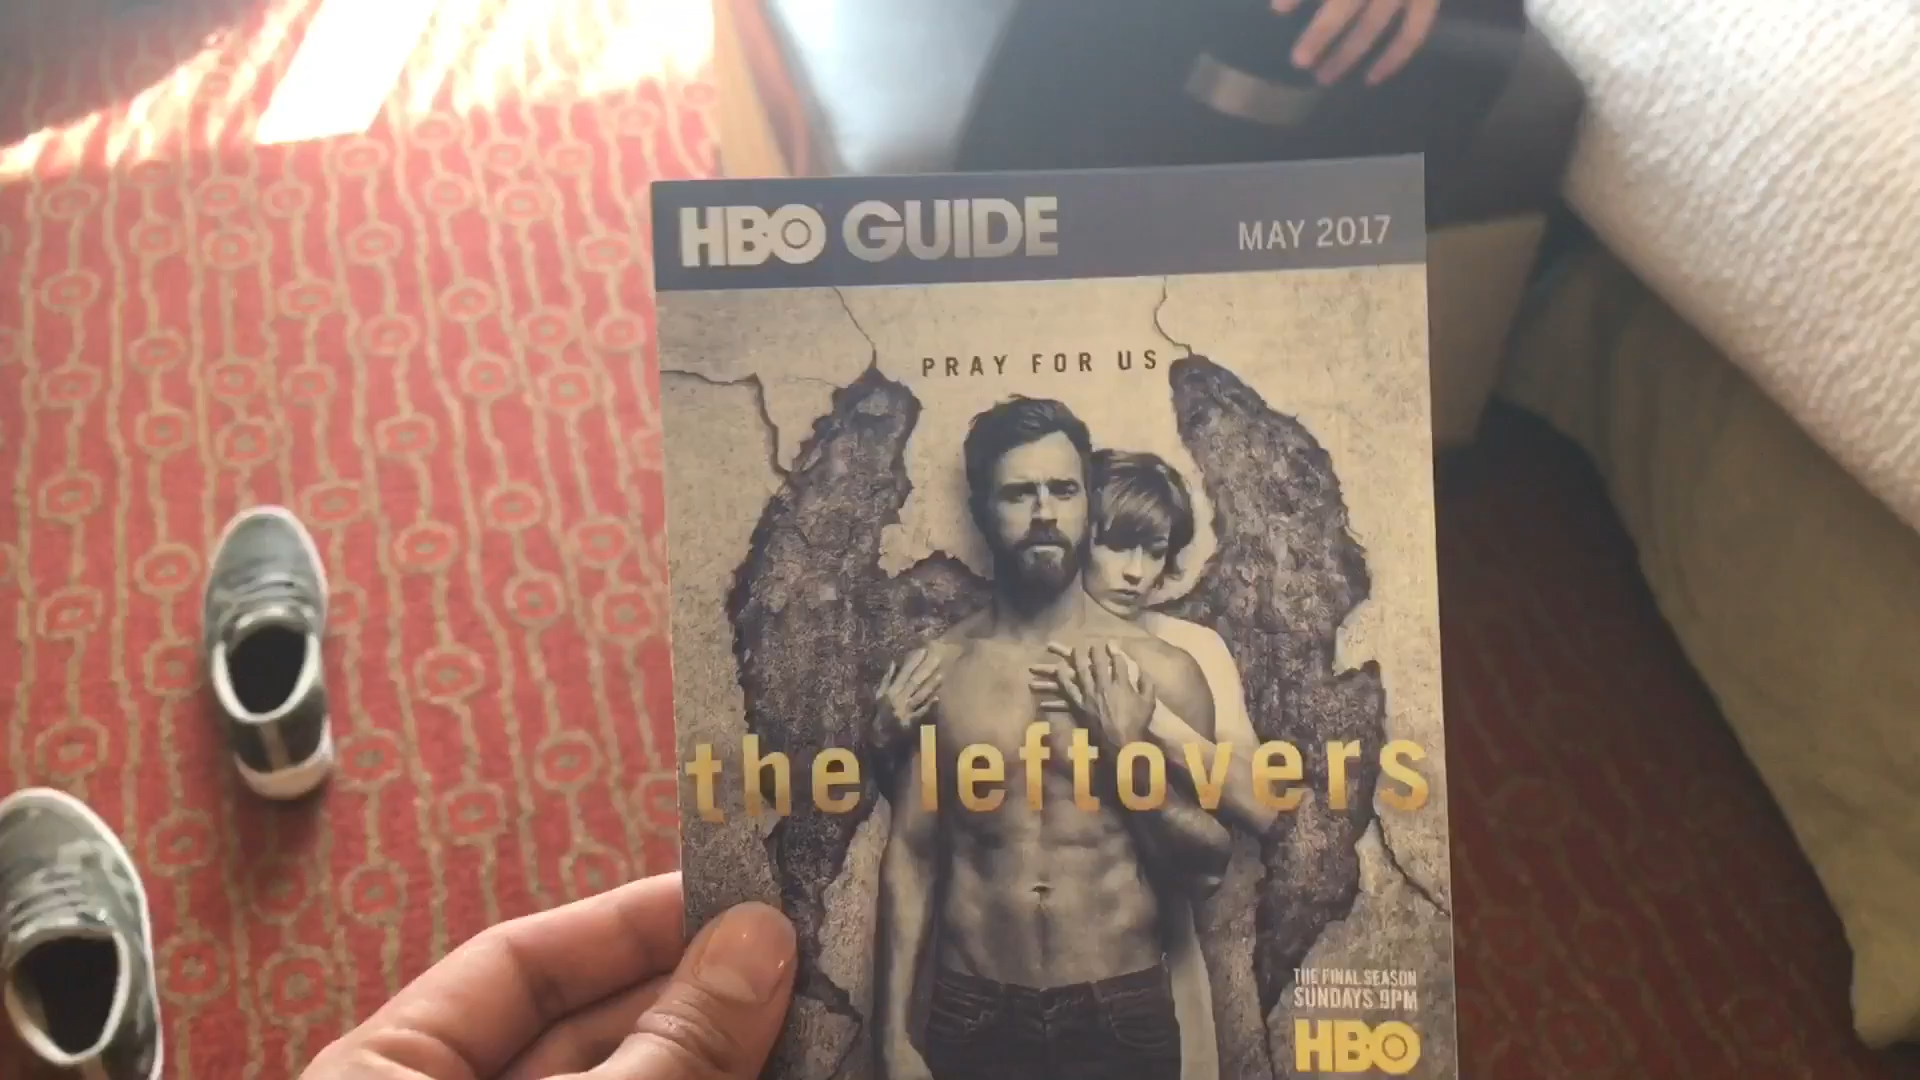 HBO GUIDE
MAY 2017
PRAY FOR US
the leftovers
THE FINAL SEASON
SUNDAYS 9PM
HBO